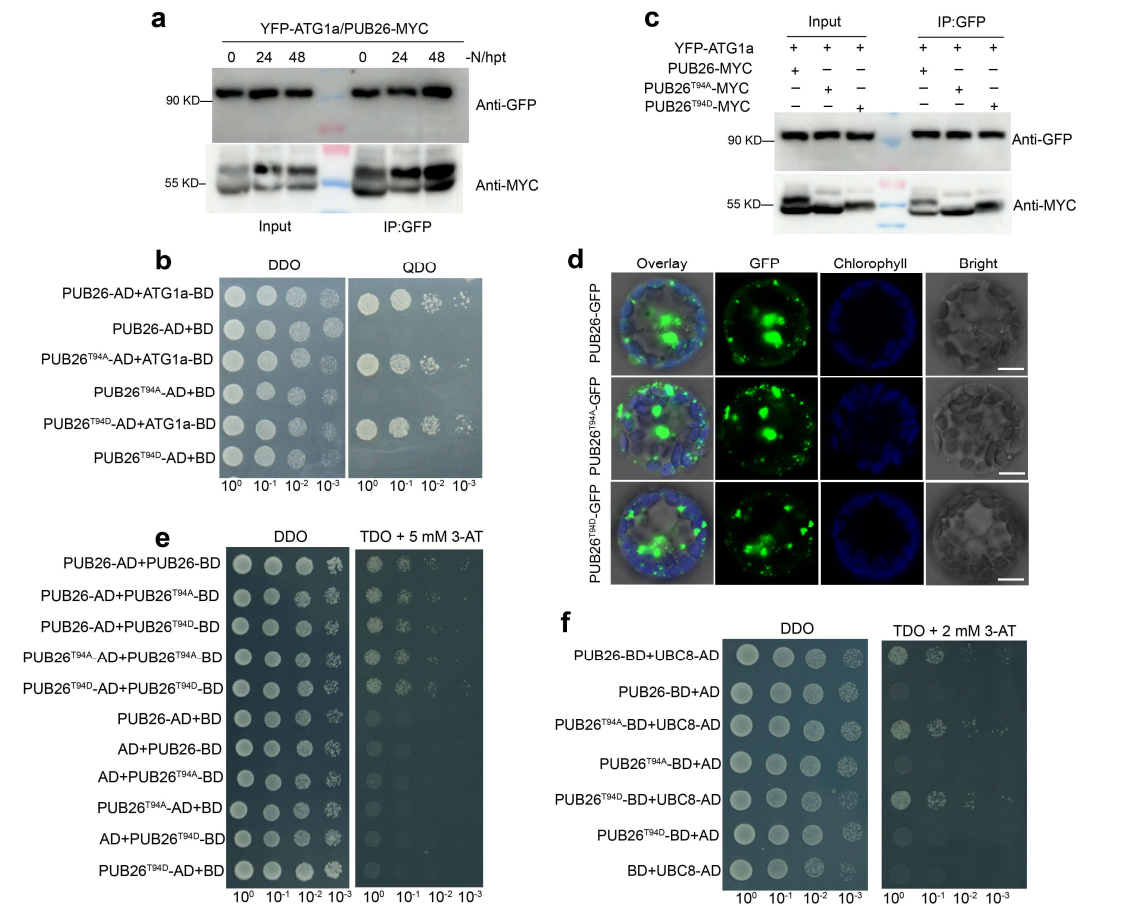 a
YFP-ATG1a/PUB26-MYC
0 24 48 0 24 48 -N/hpt
90 KD
Anti-GFP
55 KD
Anti-MYC
Input IP:GFP
c
Input IP:GFP
YFP-ATG1a + + + + + +
PUB26-MYC + − − + − −
PUB26T94A-MYC − + − − + −
PUB26T94D-MYC − − + − − +
90 KD
Anti-GFP
55 KD
Anti-MYC
b
DDO QDO
PUB26-AD+ATG1a-BD
PUB26-AD+BD
PUB26T94A-AD+ATG1a-BD
PUB26T94A-AD+BD
PUB26T94D-AD+ATG1a-BD
PUB26T94D-AD+BD
10⁰ 10⁻¹ 10⁻² 10⁻³ 10⁰ 10⁻¹ 10⁻² 10⁻³
d
Overlay GFP Chlorophyll Bright
PUB26-GFP
PUB26T94A-GFP
PUB26T94D-GFP
e
DDO TDO + 5 mM 3-AT
PUB26-AD+PUB26-BD
PUB26-AD+PUB26T94A-BD
PUB26-AD+PUB26T94D-BD
PUB26T94A-AD+PUB26T94A-BD
PUB26T94D-AD+PUB26T94D-BD
PUB26-AD+BD
AD+PUB26-BD
AD+PUB26T94A-BD
PUB26T94A-AD+BD
AD+PUB26T94D-BD
PUB26T94D-AD+BD
10⁰ 10⁻¹ 10⁻² 10⁻³ 10⁰ 10⁻¹ 10⁻² 10⁻³
f
DDO TDO + 2 mM 3-AT
PUB26-BD+UBC8-AD
PUB26-BD+AD
PUB26T94A-BD+UBC8-AD
PUB26T94A-BD+AD
PUB26T94D-BD+UBC8-AD
PUB26T94D-BD+AD
BD+UBC8-AD
10⁰ 10⁻¹ 10⁻² 10⁻³ 10⁰ 10⁻¹ 10⁻² 10⁻³